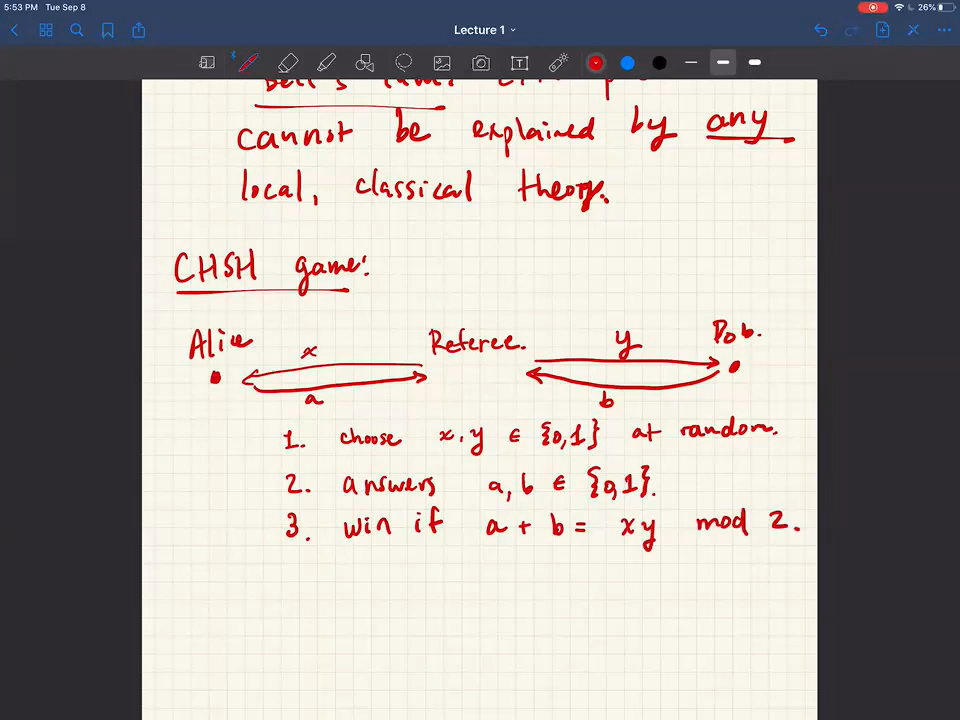 5:53 PM Tue Sep 8
26%
Lecture 1
Bell's
cannot be explained by any
local, classical theory.
CHSH game:
Alice x Referee. y Bob.
a b
1. choose x, y ∈ {0,1} at random.
2. answers a, b ∈ {0,1}.
3. win if a + b = xy mod 2.